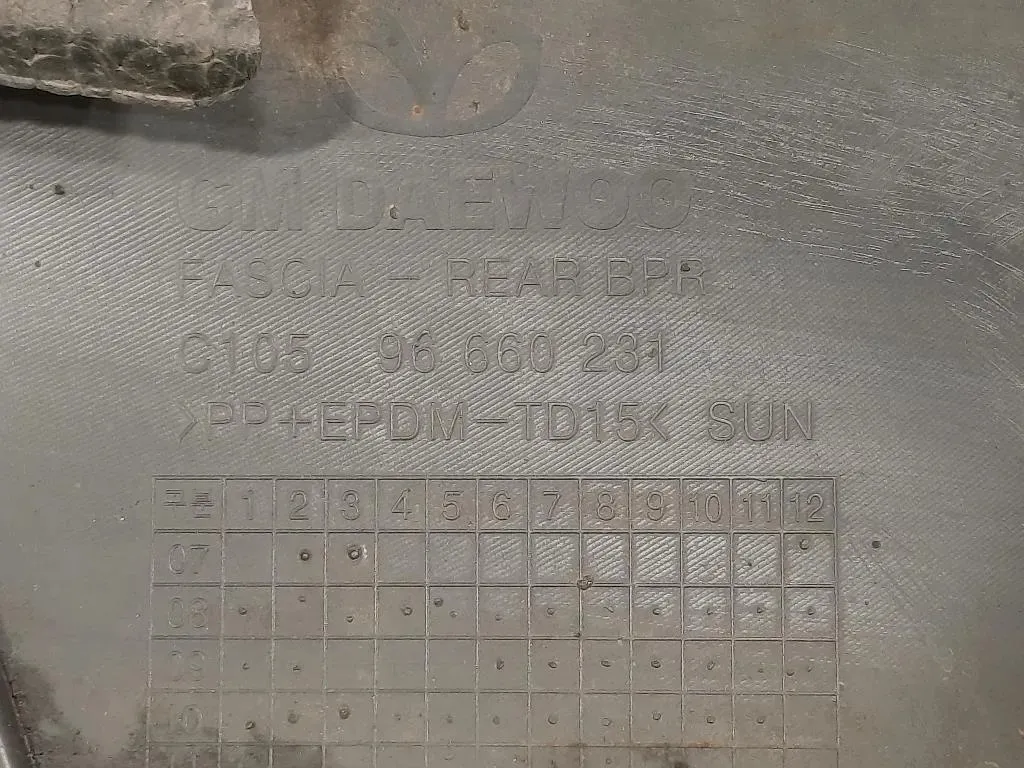 GM DAEWOO
FASCIA - REAR BPR
C105 96 660 231
>PP+EPDM-TD15< SUN
구분 1 2 3 4 5 6 7 8 9 10 11 12
07
08
09
10